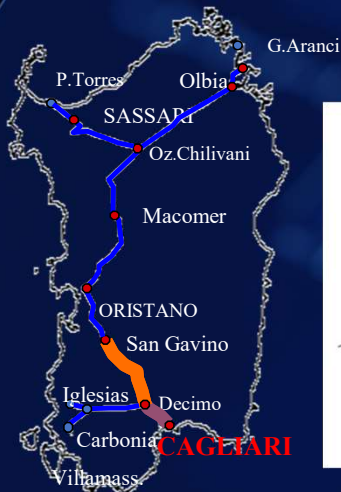 G.Aranci
P.Torres
Olbia
SASSARI
Oz.Chilivani
Macomer
ORISTANO
San Gavino
Iglesias
Decimo
Carbonia
CAGLIARI
Villamass.